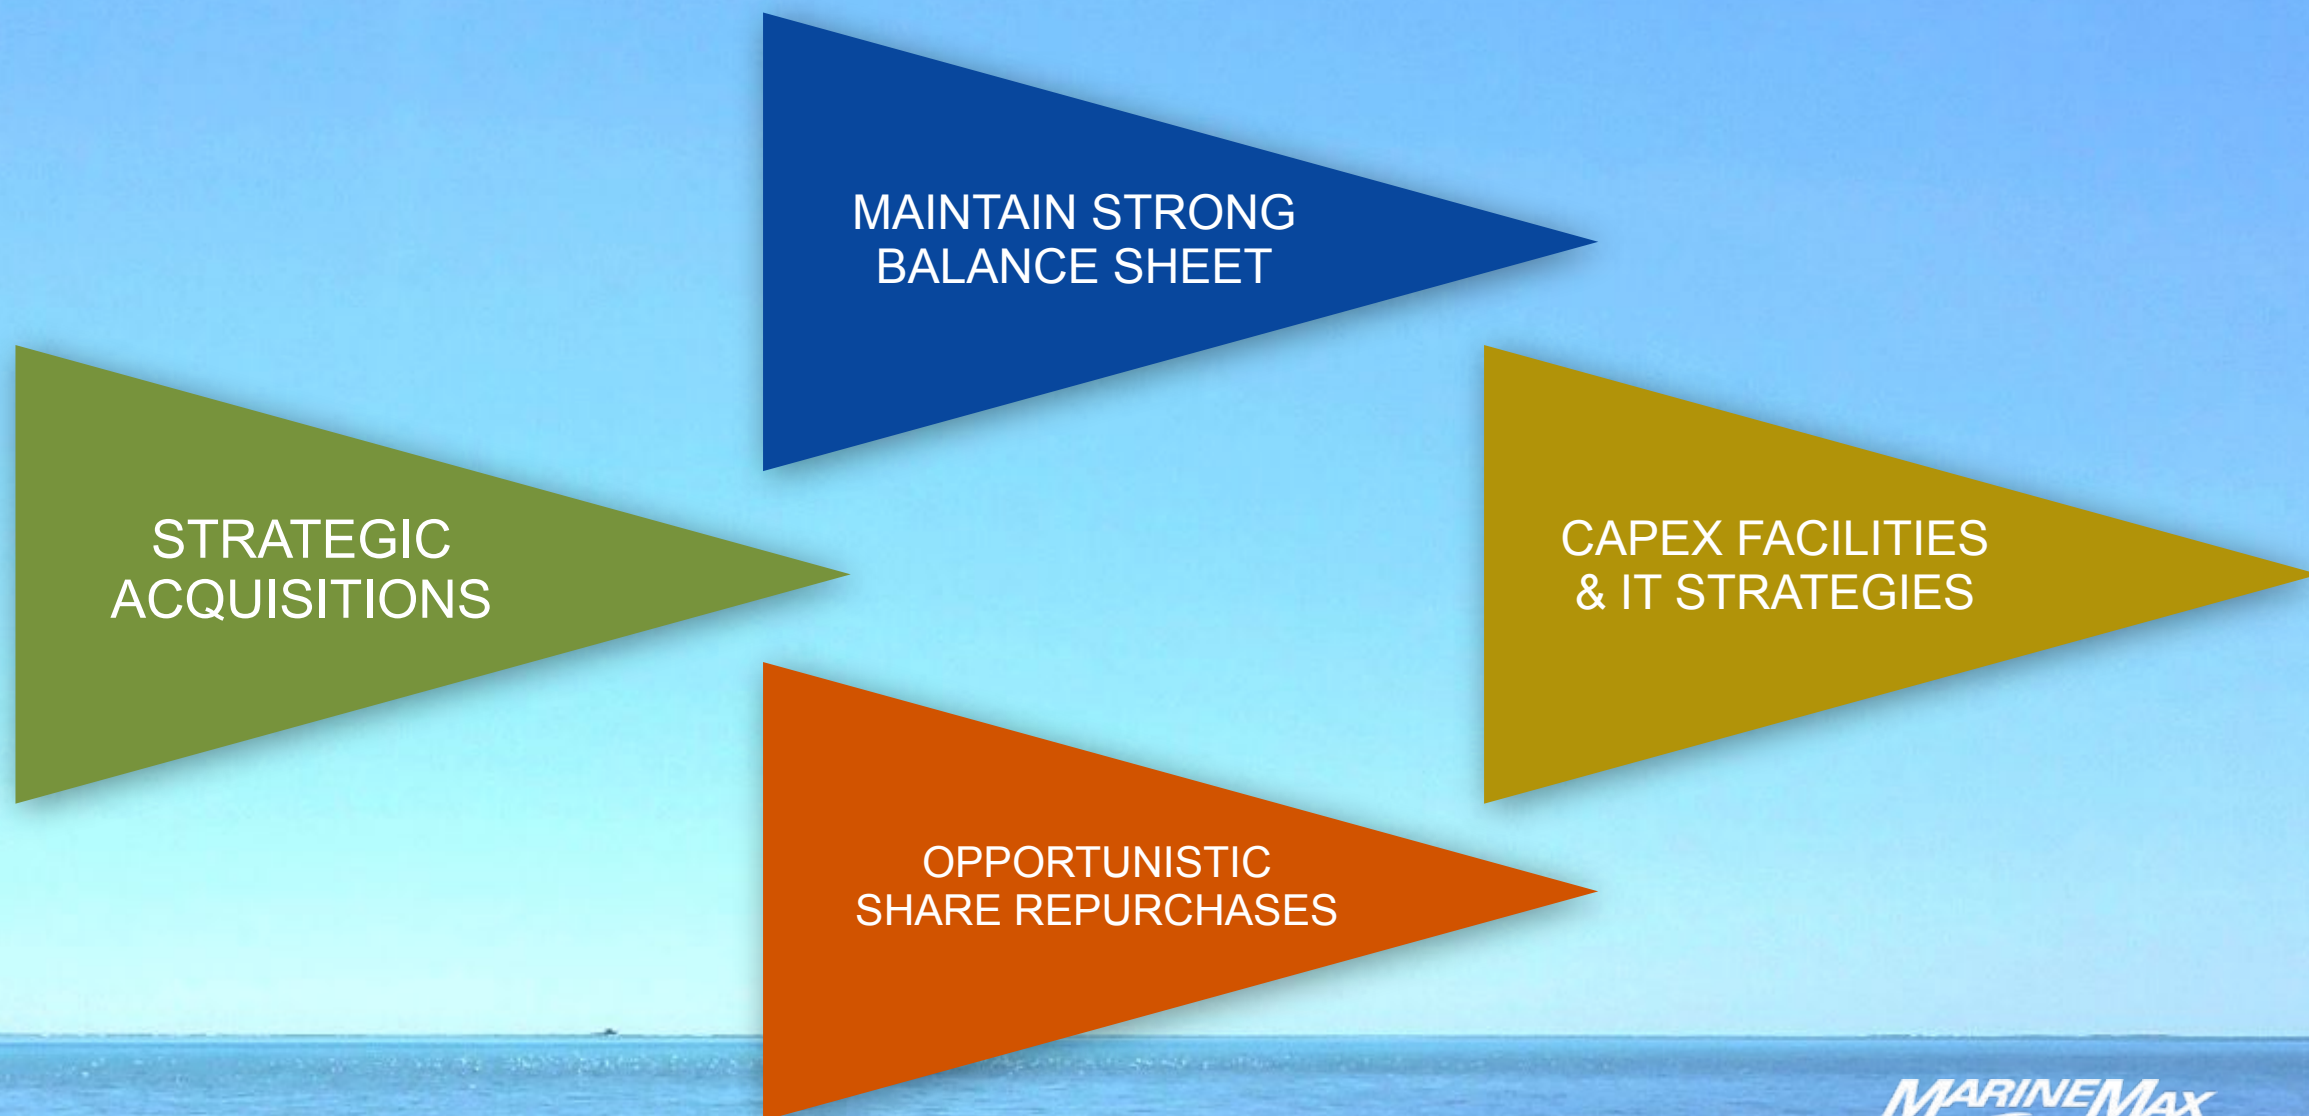 MAINTAIN STRONG
BALANCE SHEET
STRATEGIC
ACQUISITIONS
CAPEX FACILITIES
& IT STRATEGIES
OPPORTUNISTIC
SHARE REPURCHASES
MARINEMAX